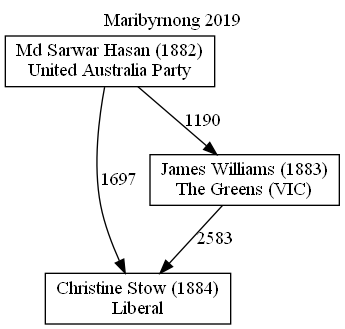 Maribyrnong 2019
Md Sarwar Hasan (1882)
United Australia Party
1190
James Williams (1883)
The Greens (VIC)
1697
2583
Christine Stow (1884)
Liberal